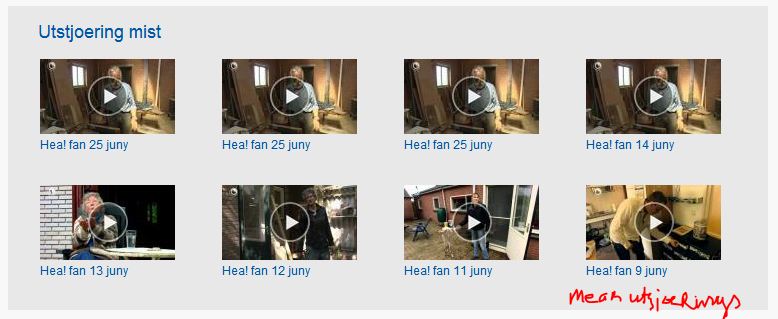 Utstjoering mist
Hea! fan 25 juny
Hea! fan 25 juny
Hea! fan 25 juny
Hea! fan 14 juny
Hea! fan 13 juny
Hea! fan 12 juny
Hea! fan 11 juny
Hea! fan 9 juny
Mear